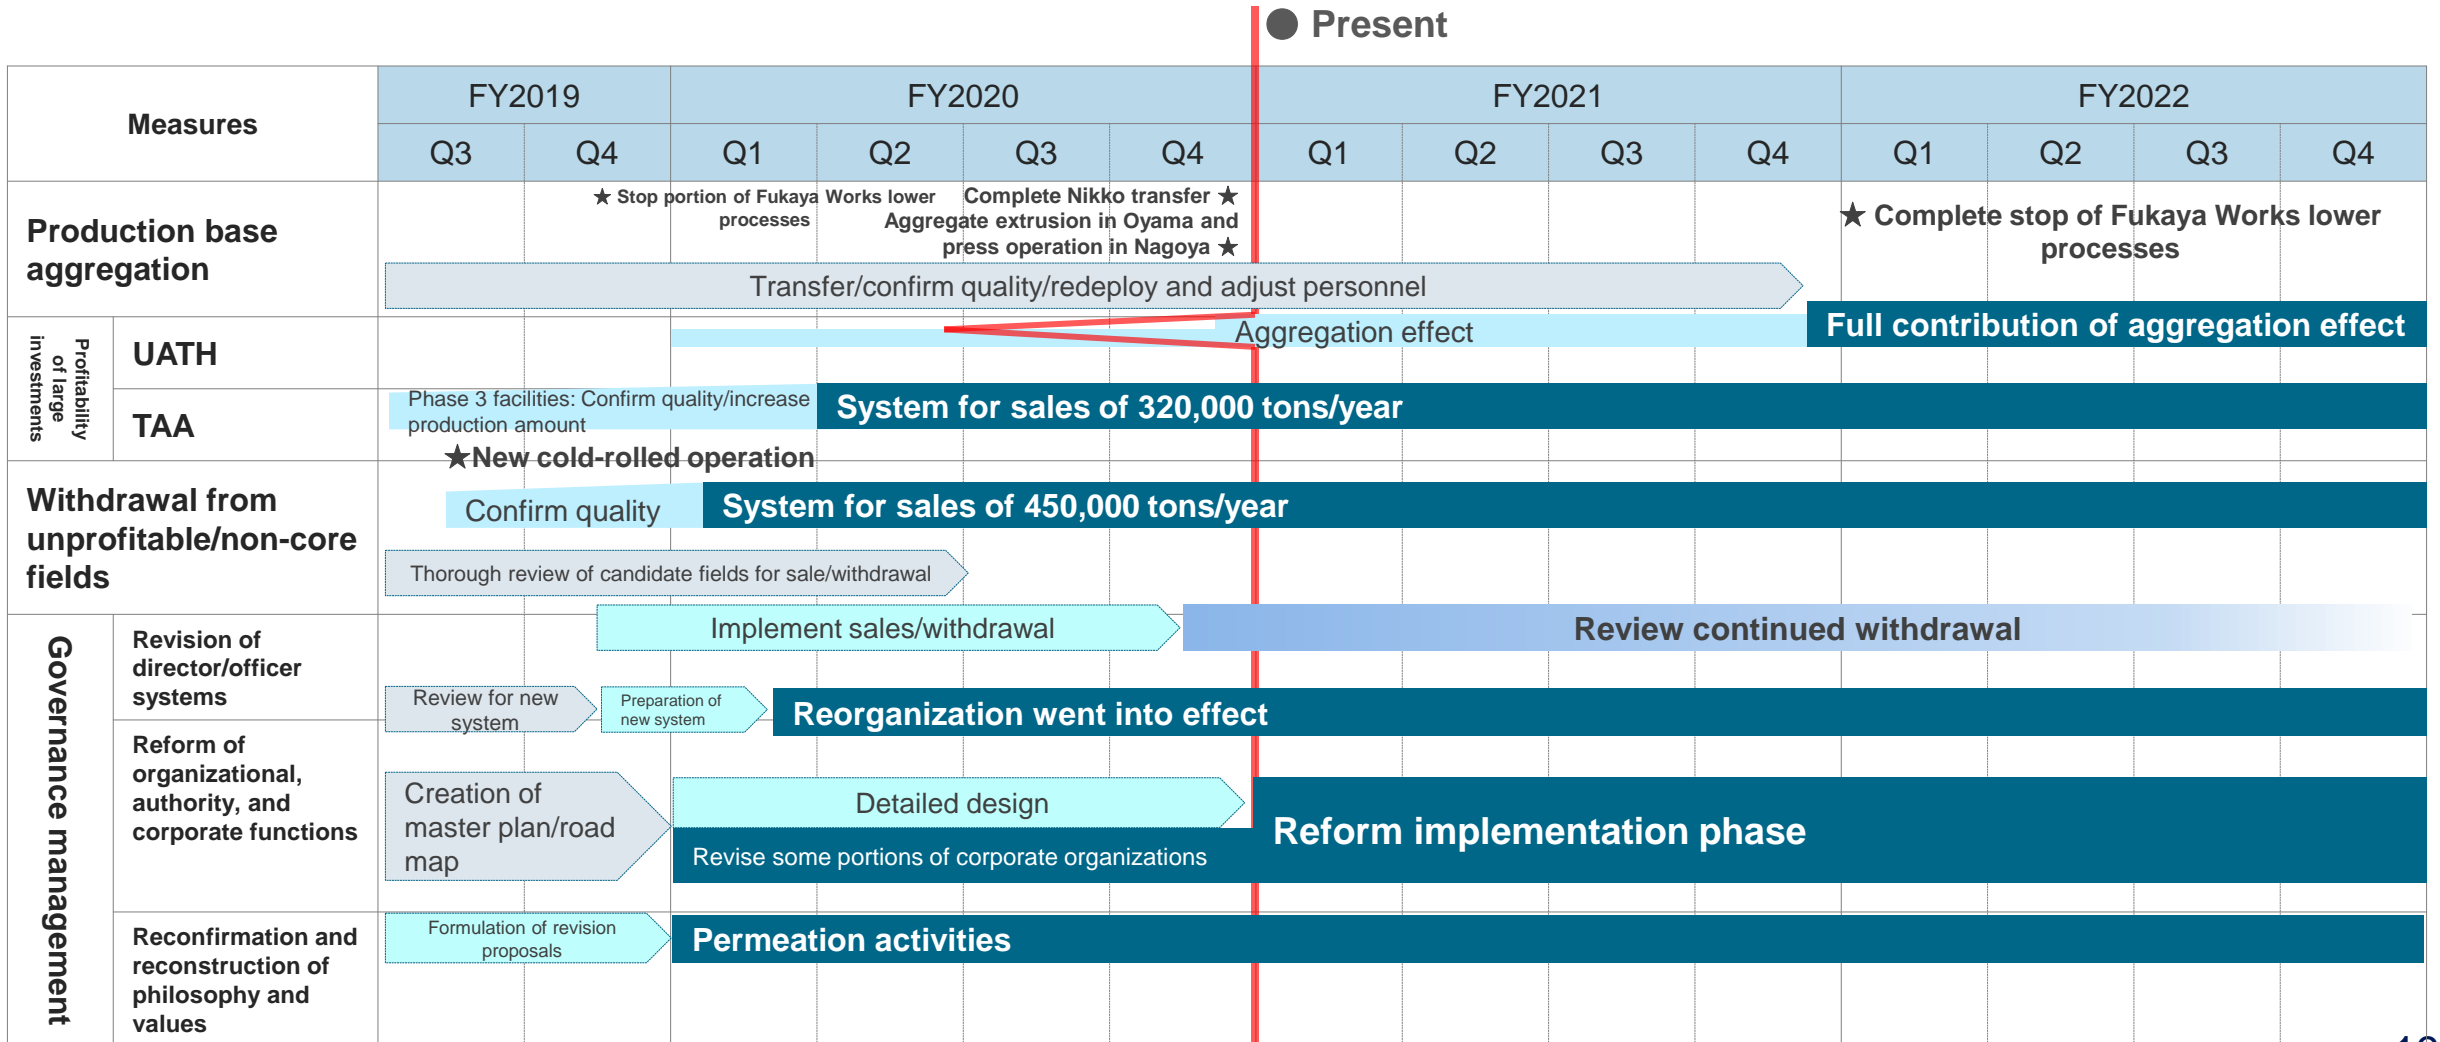 ● Present
Measures
FY2019
FY2020
FY2021
FY2022
Q3
Q4
Q1
Q2
Q3
Q4
Q1
Q2
Q3
Q4
Q1
Q2
Q3
Q4
Production base
aggregation
★ Stop portion of Fukaya Works lower
processes
Complete Nikko transfer ★
Aggregate extrusion in Oyama and
press operation in Nagoya ★
★ Complete stop of Fukaya Works lower
processes
Transfer/confirm quality/redeploy and adjust personnel
Profitability
of large
investments
UATH
Aggregation effect
Full contribution of aggregation effect
TAA
Phase 3 facilities: Confirm quality/increase
production amount
System for sales of 320,000 tons/year
★New cold-rolled operation
Withdrawal from
unprofitable/non-core
fields
Confirm quality
System for sales of 450,000 tons/year
Thorough review of candidate fields for sale/withdrawal
Implement sales/withdrawal
Review continued withdrawal
Governance management
Revision of
director/officer
systems
Review for new
system
Preparation of
new system
Reorganization went into effect
Reform of
organizational,
authority, and
corporate functions
Creation of
master plan/road
map
Detailed design
Revise some portions of corporate organizations
Reform implementation phase
Reconfirmation and
reconstruction of
philosophy and
values
Formulation of revision
proposals
Permeation activities